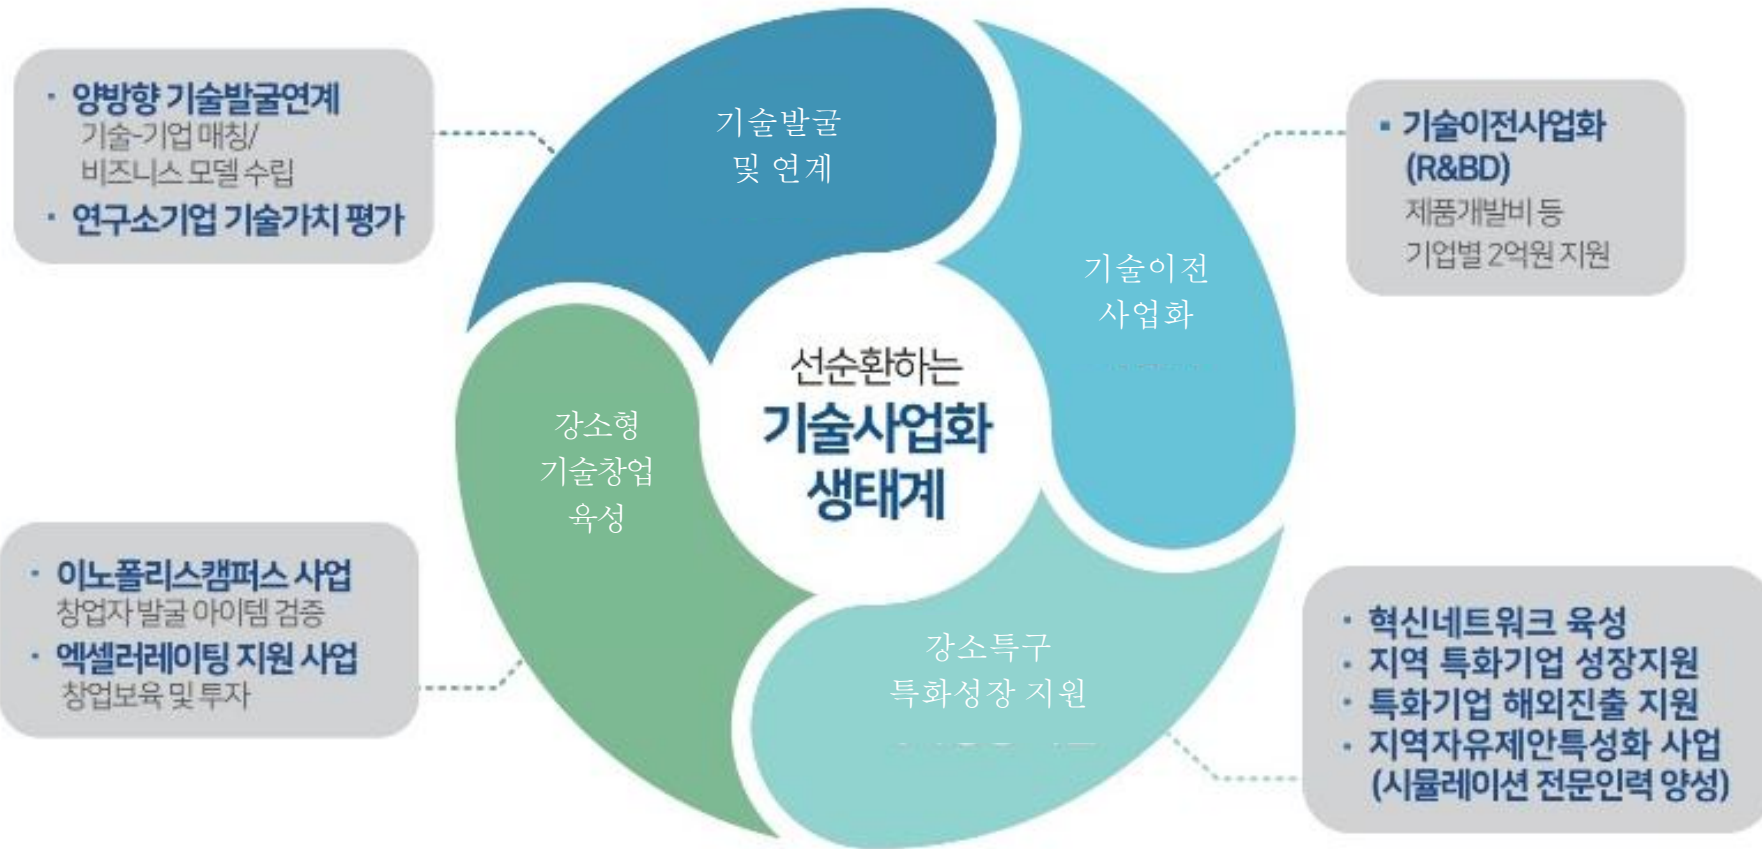 · 양방향 기술발굴연계
기술-기업 매칭/
비즈니스 모델 수립
· 연구소기업 기술가치 평가
기술발굴
및 연계
▪ 기술이전사업화
(R&BD)
제품개발비 등
기업별 2억원 지원
기술이전
사업화
선순환하는
기술사업화
생태계
강소형
기술창업
육성
· 이노폴리스캠퍼스 사업
창업자 발굴 아이템 검증
· 엑셀러레이팅 지원 사업
창업보육 및 투자
강소특구
특화성장 지원
· 혁신네트워크 육성
· 지역 특화기업 성장지원
· 특화기업 해외진출 지원
· 지역자유제안특성화 사업
(시뮬레이션 전문인력 양성)